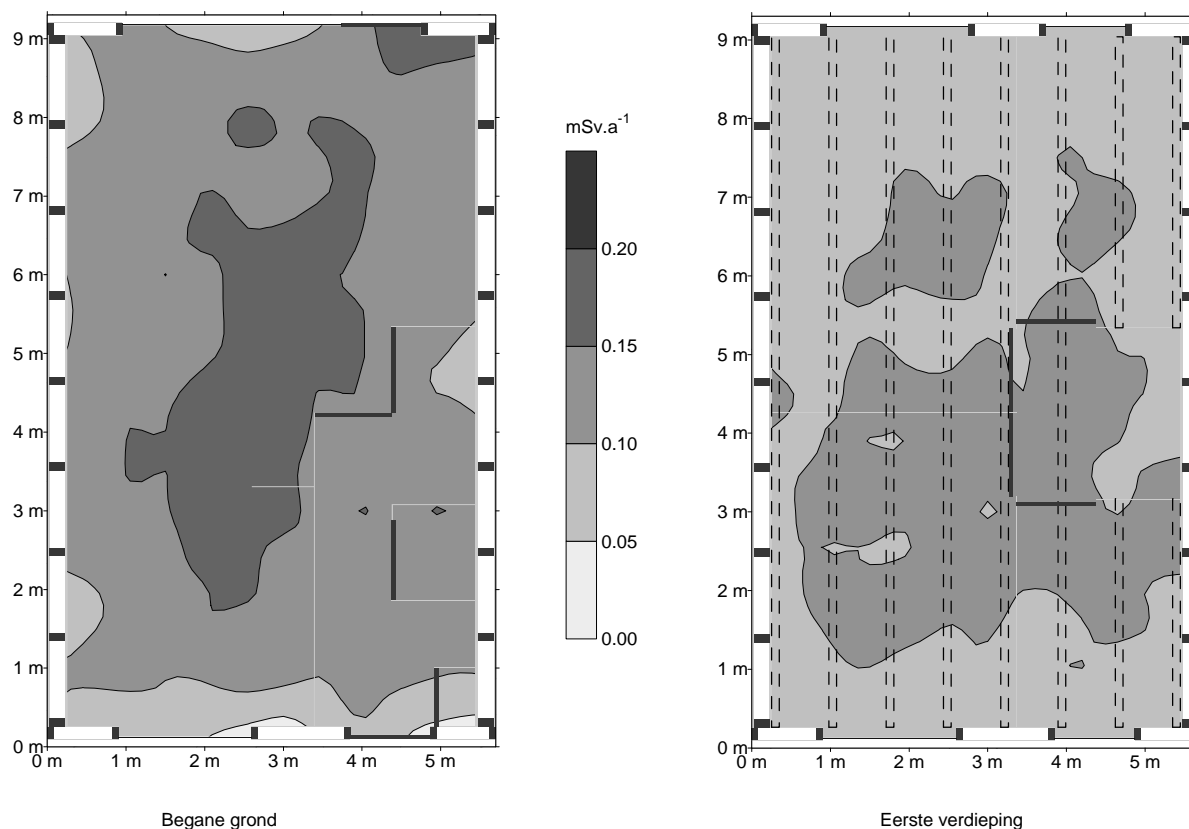 9 m
8 m
7 m
6 m
5 m
4 m
3 m
2 m
1 m
0 m
0 m 1 m 2 m 3 m 4 m 5 m
Begane grond
mSv.a⁻¹
0.20
0.15
0.10
0.05
0.00
9 m
8 m
7 m
6 m
5 m
4 m
3 m
2 m
1 m
0 m
0 m 1 m 2 m 3 m 4 m 5 m
Eerste verdieping